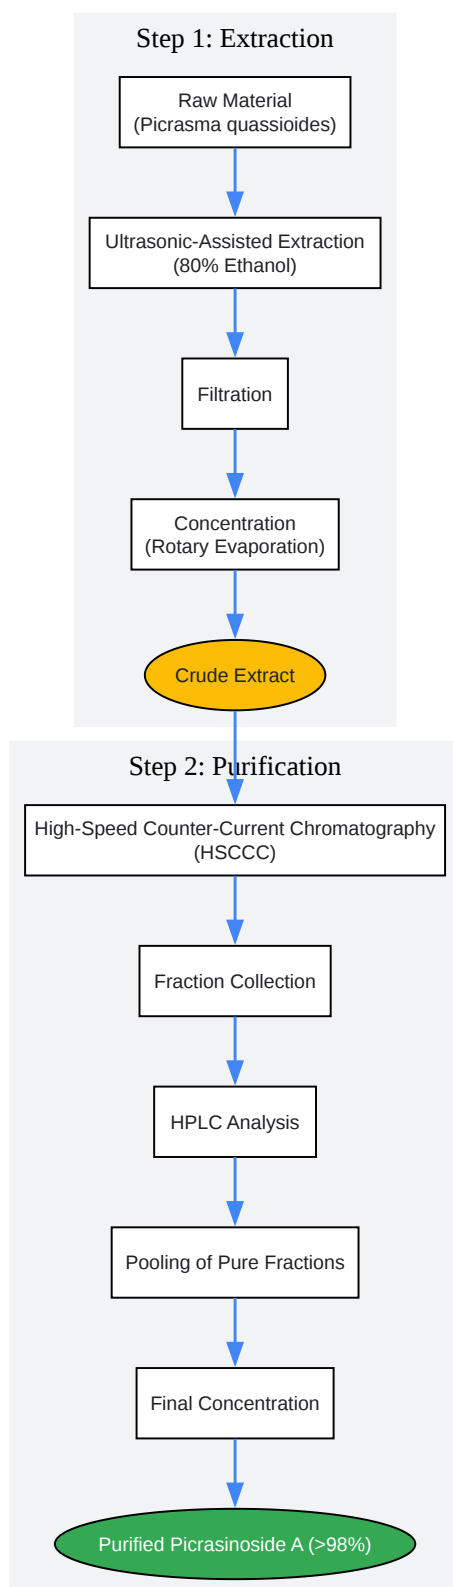 Step 1: Extraction
Raw Material
(Picrasma quassioides)
Ultrasonic-Assisted Extraction
(80% Ethanol)
Filtration
Concentration
(Rotary Evaporation)
Crude Extract
Step 2: Purification
High-Speed Counter-Current Chromatography
(HSCCC)
Fraction Collection
HPLC Analysis
Pooling of Pure Fractions
Final Concentration
Purified Picrasinoside A (>98%)